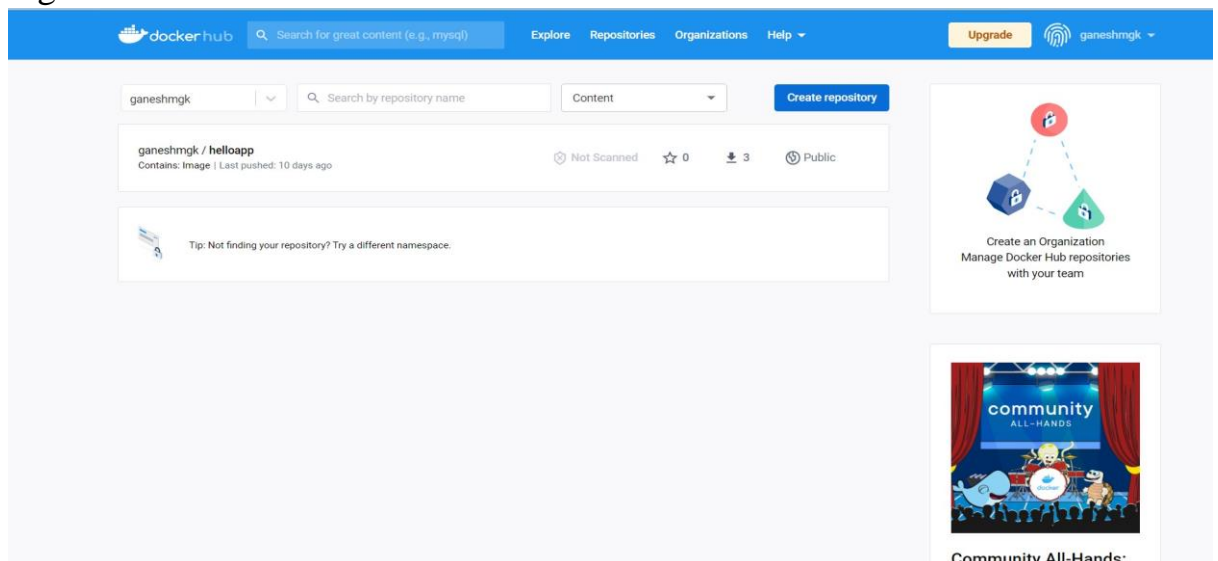 dockerhub
Search for great content (e.g., mysql)
Explore
Repositories
Organizations
Help
Upgrade
ganeshmgk
ganeshmgk
Search by repository name
Content
Create repository
ganeshmgk / helloapp
Contains: Image | Last pushed: 10 days ago
Not Scanned
0
3
Public
Tip: Not finding your repository? Try a different namespace.
Create an Organization
Manage Docker Hub repositories
with your team
community
ALL-HANDS
docker
Community All-Hands: